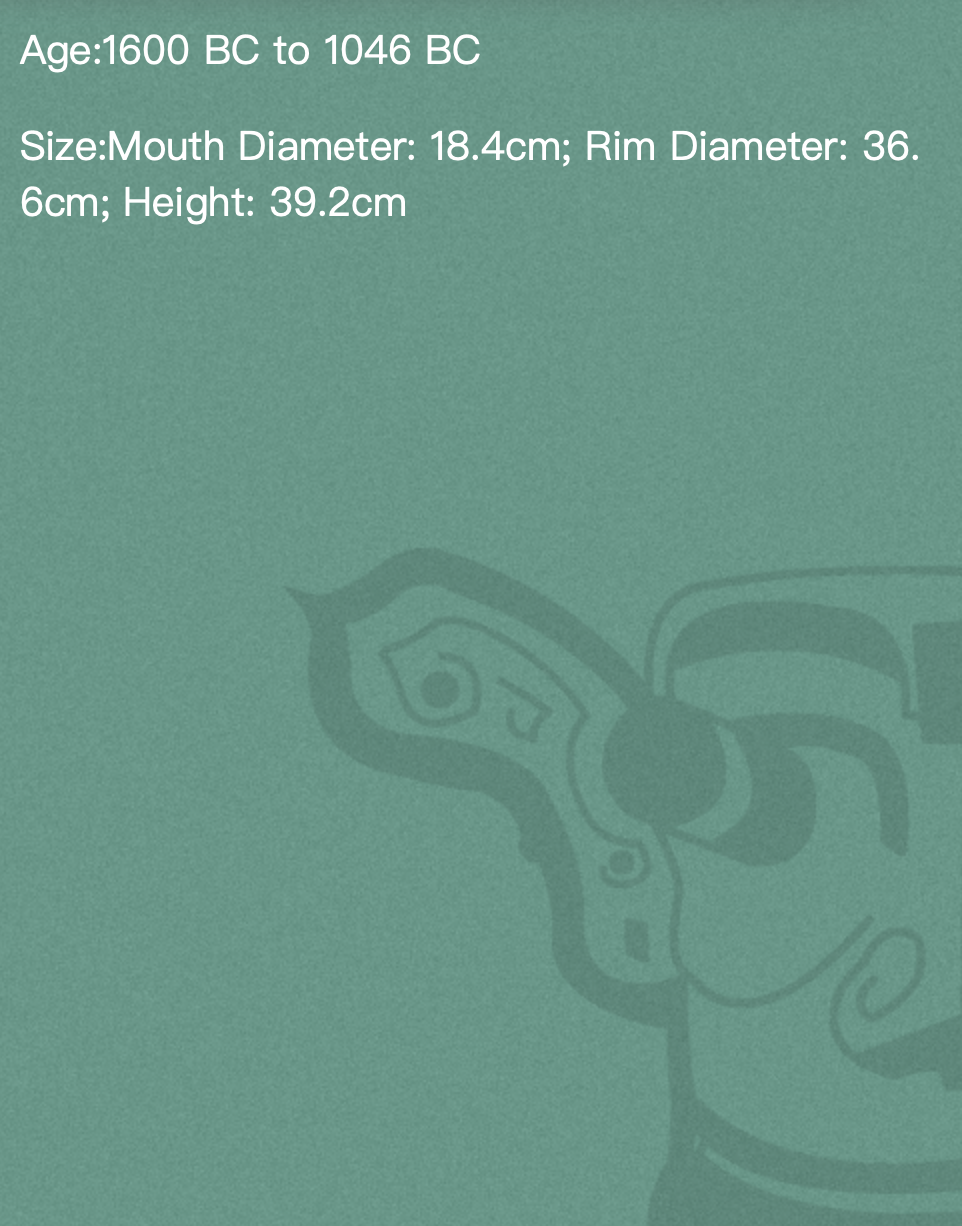 Age:1600 BC to 1046 BC
Size:Mouth Diameter: 18.4cm; Rim Diameter: 36.
6cm; Height: 39.2cm